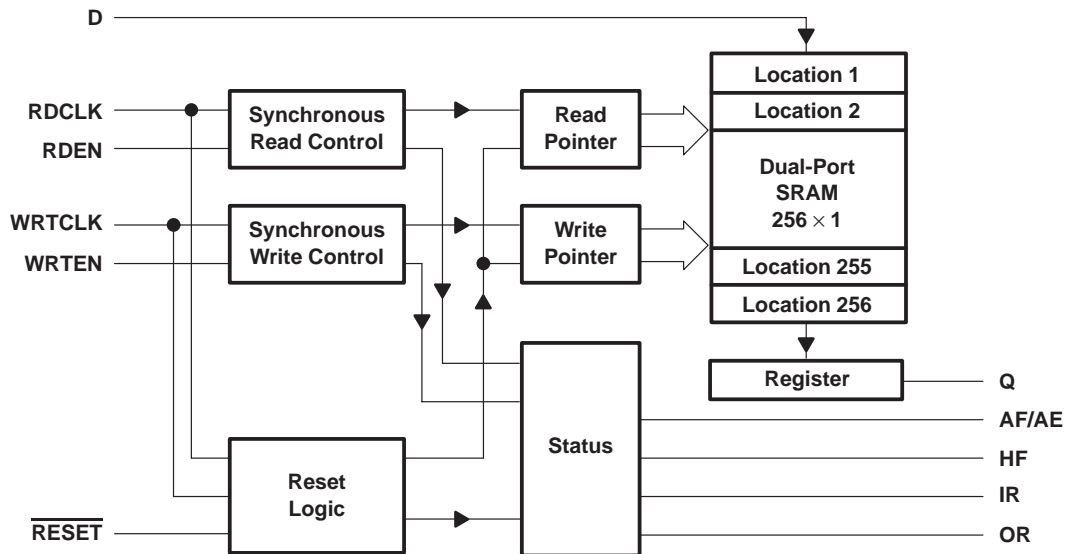 D
RDCLK
RDEN
WRTCLK
WRTEN
RESET
Synchronous
Read Control
Synchronous
Write Control
Reset
Logic
Read
Pointer
Write
Pointer
Status
Location 1
Location 2
Dual-Port
SRAM
256 × 1
Location 255
Location 256
Register
Q
AF/AE
HF
IR
OR